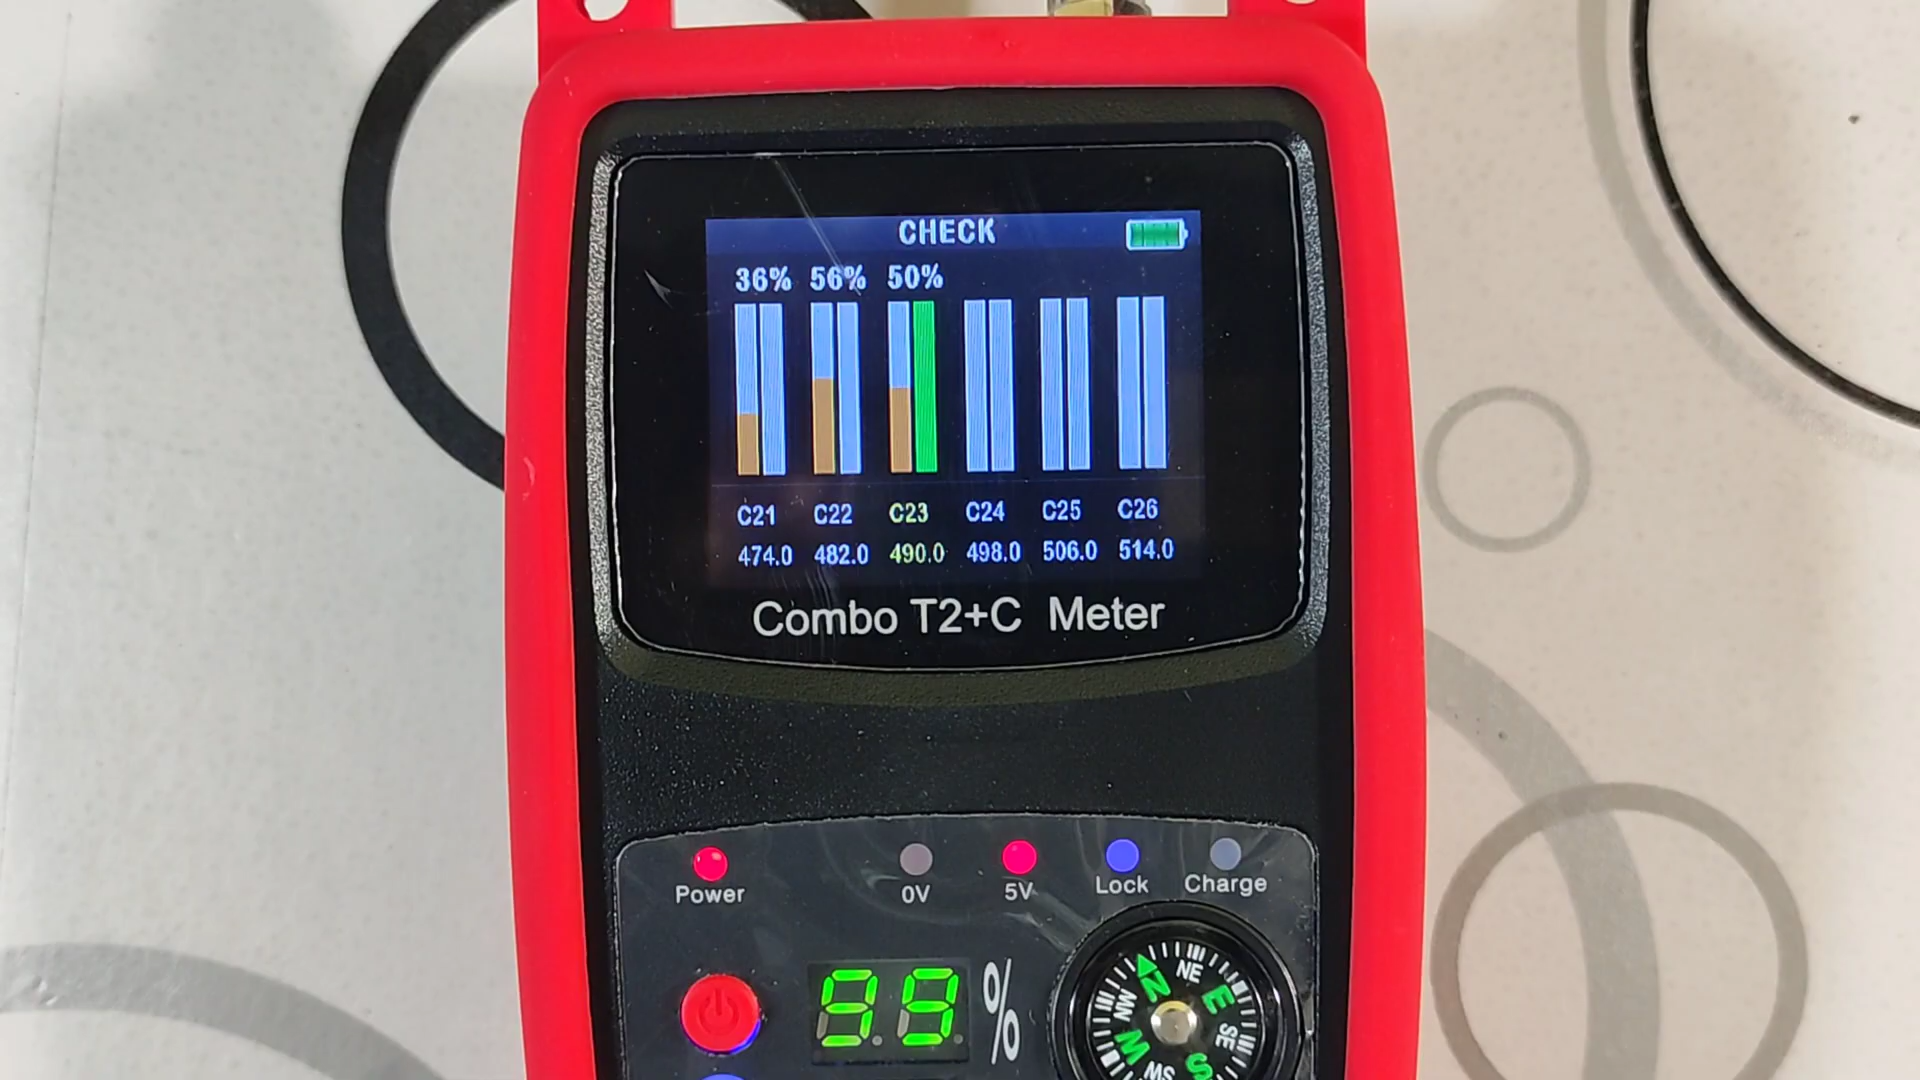 CHECK
36% 56% 50%
C21 C22 C23 C24 C25 C26
474.0 482.0 490.0 498.0 506.0 514.0
Combo T2+C Meter
Power 0V 5V Lock Charge
99 %
N NE E SE S SW W NW